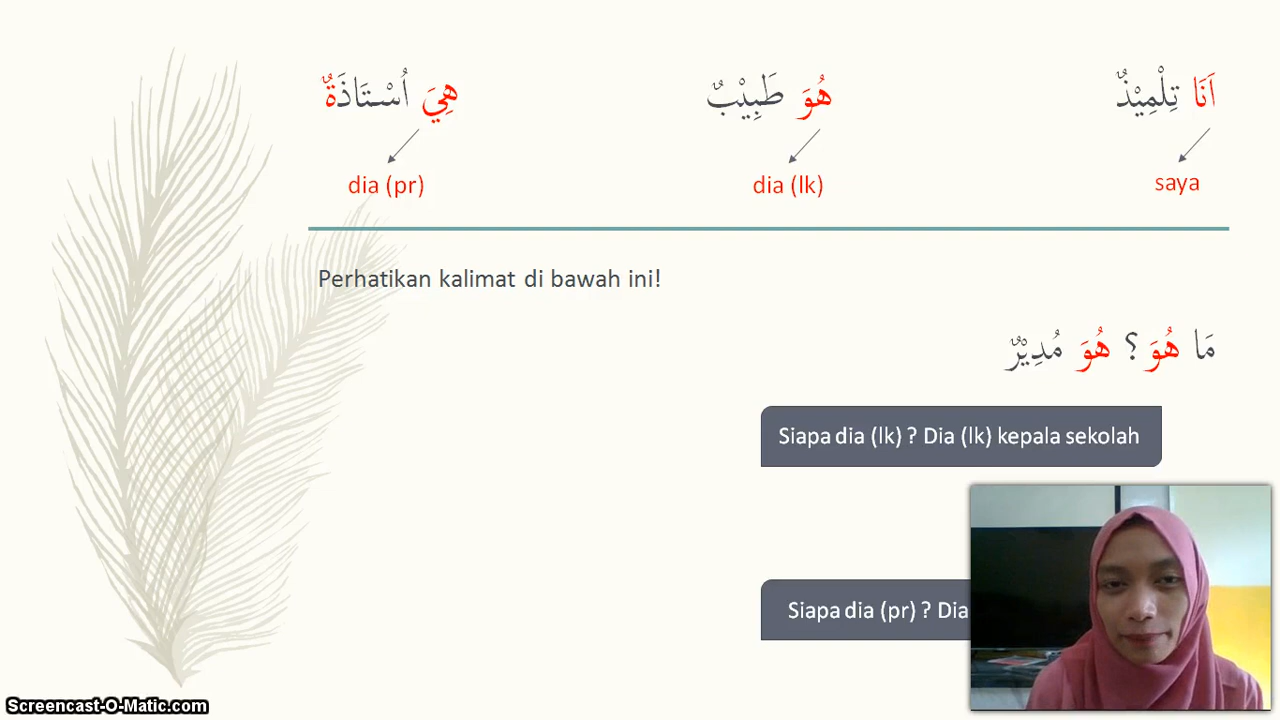 اَنَا تِلْمِيْذٌ
هُوَ طَبِيْبٌ
هِيَ اُسْتَاذَةٌ
saya
dia (lk)
dia (pr)
Perhatikan kalimat di bawah ini!
مَا هُوَ ؟ هُوَ مُدِيْرٌ
Siapa dia (lk) ? Dia (lk) kepala sekolah
Siapa dia (pr) ? Dia
Screencast-O-Matic.com